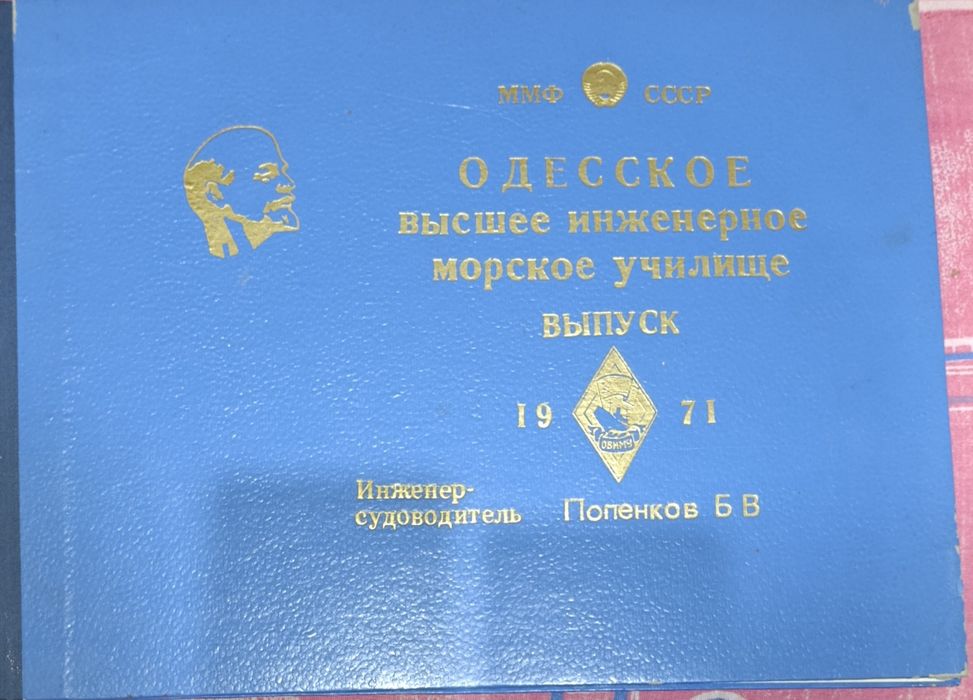 ММФ СССР
ОДЕССКОЕ
высшее инженерное
морское училище
ВЫПУСК
19 71
ОВИМУ
Инженер-
судоводитель Попенков Б В